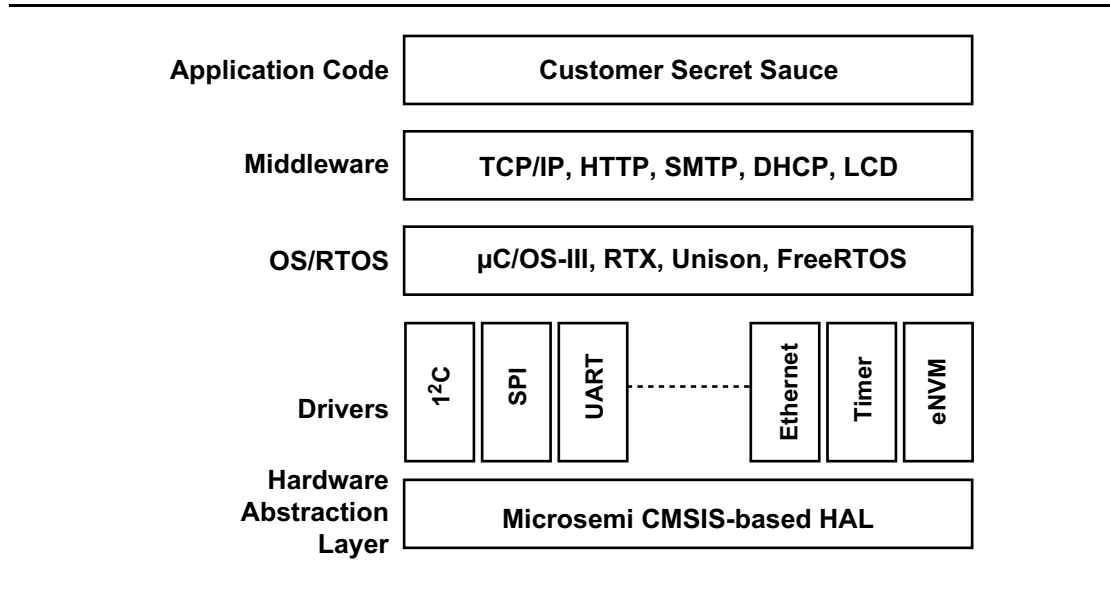 Application Code
Customer Secret Sauce
Middleware
TCP/IP, HTTP, SMTP, DHCP, LCD
OS/RTOS
µC/OS-III, RTX, Unison, FreeRTOS
Drivers
1²C
SPI
UART
Ethernet
Timer
eNVM
Hardware
Abstraction
Layer
Microsemi CMSIS-based HAL